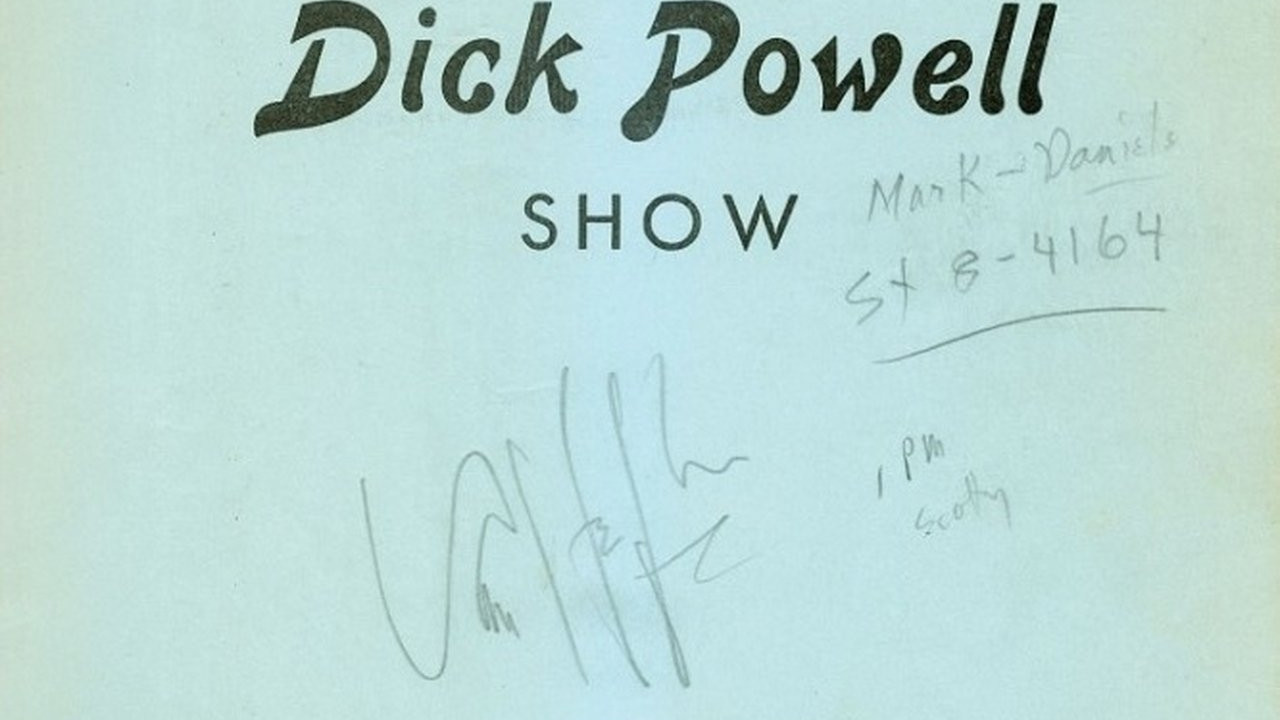 Dick Powell
SHOW
Mark - Daniels
St 8-4164
1 PM
Scotty